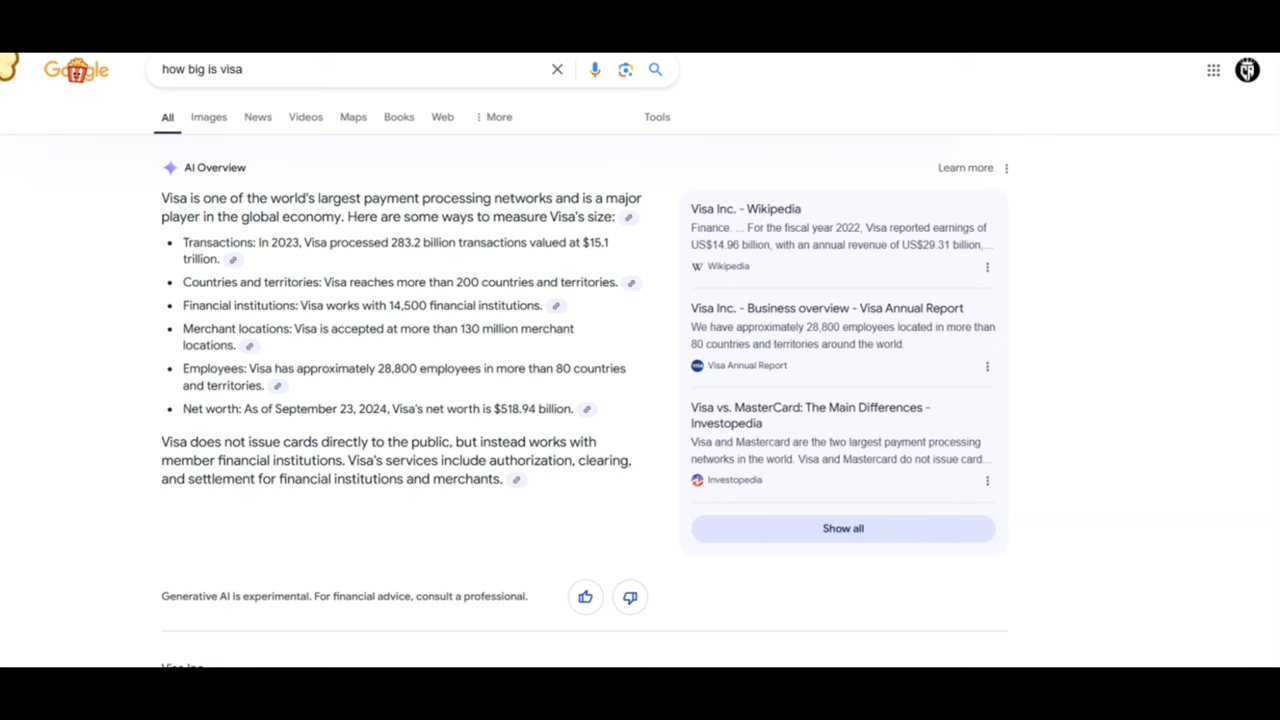 Google
how big is visa
All Images News Videos Maps Books Web More Tools
AI Overview
Learn more
Visa is one of the world's largest payment processing networks and is a major
player in the global economy. Here are some ways to measure Visa's size:
Transactions: In 2023, Visa processed 283.2 billion transactions valued at $15.1
trillion.
Countries and territories: Visa reaches more than 200 countries and territories.
Financial institutions: Visa works with 14,500 financial institutions.
Merchant locations: Visa is accepted at more than 130 million merchant
locations.
Employees: Visa has approximately 28,800 employees in more than 80 countries
and territories.
Net worth: As of September 23, 2024, Visa's net worth is $518.94 billion.
Visa does not issue cards directly to the public, but instead works with
member financial institutions. Visa's services include authorization, clearing,
and settlement for financial institutions and merchants.
Visa Inc. - Wikipedia
Finance. ... For the fiscal year 2022, Visa reported earnings of
US$14.96 billion, with an annual revenue of US$29.31 billion,...
W Wikipedia
Visa Inc. - Business overview - Visa Annual Report
We have approximately 28,800 employees located in more than
80 countries and territories around the world.
VISA Visa Annual Report
Visa vs. MasterCard: The Main Differences -
Investopedia
Visa and Mastercard are the two largest payment processing
networks in the world. Visa and Mastercard do not issue card...
Investopedia
Show all
Generative AI is experimental. For financial advice, consult a professional.
Visa Inc.